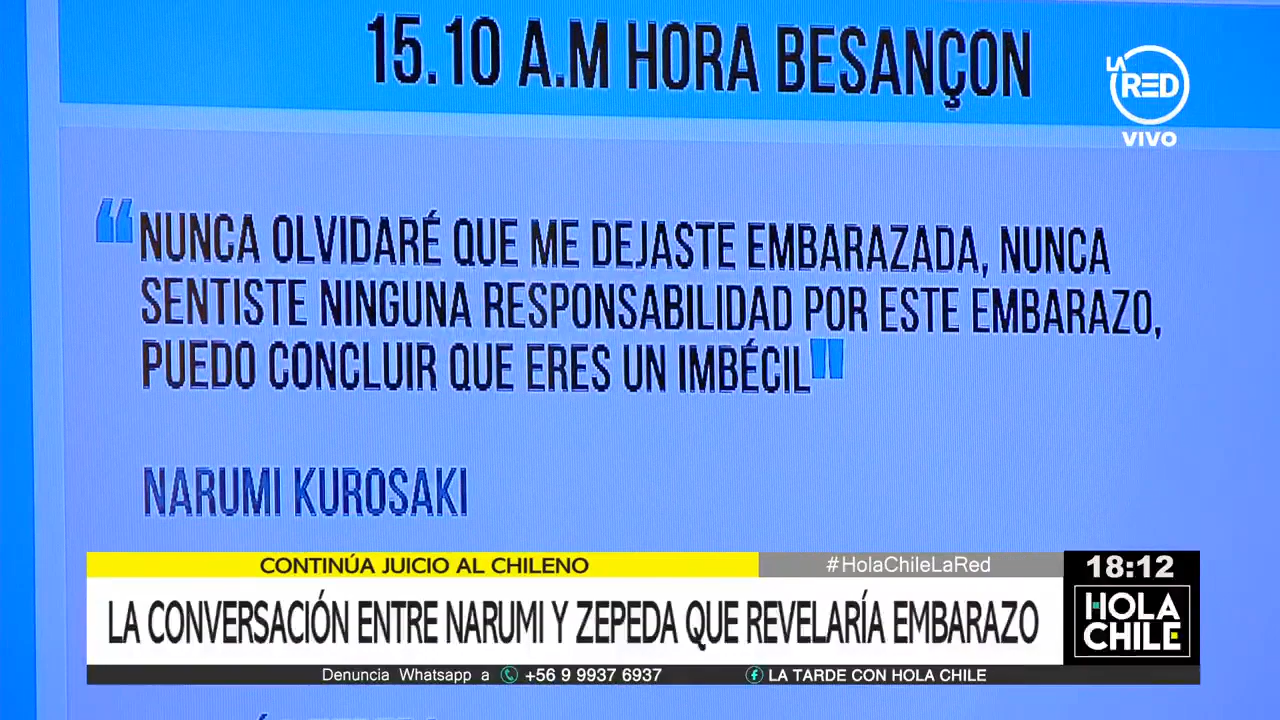 15.10 A.M HORA BESANÇON
LA RED
VIVO
“NUNCA OLVIDARÉ QUE ME DEJASTE EMBARAZADA, NUNCA
SENTISTE NINGUNA RESPONSABILIDAD POR ESTE EMBARAZO,
PUEDO CONCLUIR QUE ERES UN IMBÉCIL"
NARUMI KUROSAKI
CONTINÚA JUICIO AL CHILENO
#HolaChileLaRed
18:12
LA CONVERSACIÓN ENTRE NARUMI Y ZEPEDA QUE REVELARÍA EMBARAZO
HOLA
CHILE
Denuncia Whatsapp a +56 9 9937 6937
LA TARDE CON HOLA CHILE